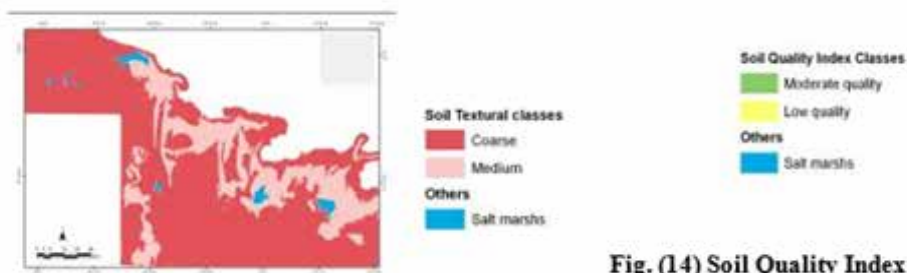 Soil Textural classes
Coarse
Medium
Others
Salt marshs
Soil Quality Index Classes
Moderate quality
Low quality
Others
Salt marshs
Fig. (14) Soil Quality Index